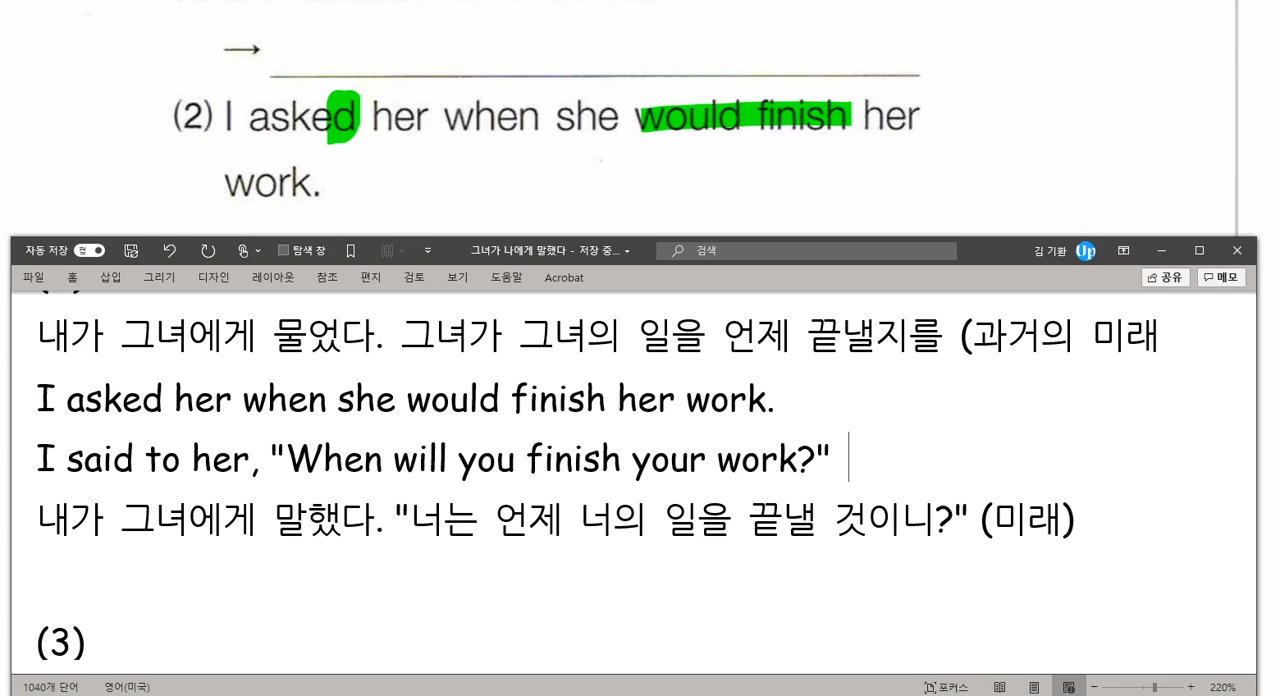 →
(2) I asked her when she would finish her
work.
자동 저장 켬 탐색 창 그녀가 나에게 말했다 - 저장 중... 검색 김 기환 Up
파일 홈 삽입 그리기 디자인 레이아웃 참조 편지 검토 보기 도움말 Acrobat 공유 메모
내가 그녀에게 물었다. 그녀가 그녀의 일을 언제 끝낼지를 (과거의 미래
I asked her when she would finish her work.
I said to her, "When will you finish your work?"
내가 그녀에게 말했다. "너는 언제 너의 일을 끝낼 것이니?" (미래)
(3)
1040개 단어 영어(미국) 포커스 220%